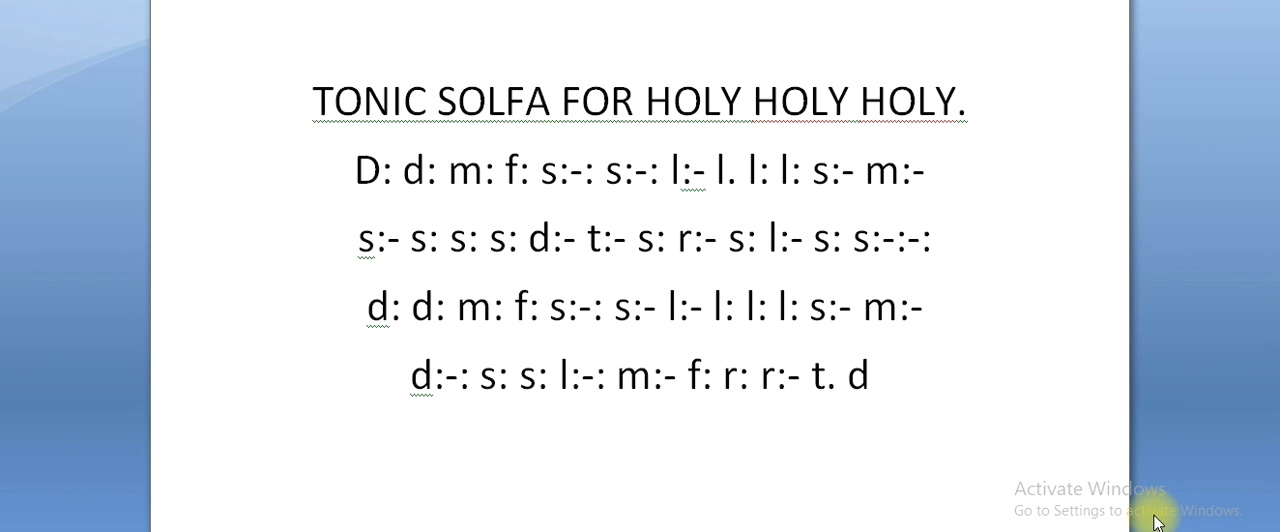 TONIC SOLFA FOR HOLY HOLY HOLY.
D: d: m: f: s:-: s:-: l:- l. l: l: s:- m:-
s:- s: s: s: d:- t:- s: r:- s: l:- s: s:-:-:
d: d: m: f: s:-: s:- l:- l: l: l: s:- m:-
d:-: s: s: l:-: m:- f: r: r:- t. d
Activate Windows
Go to Settings to activate Windows.